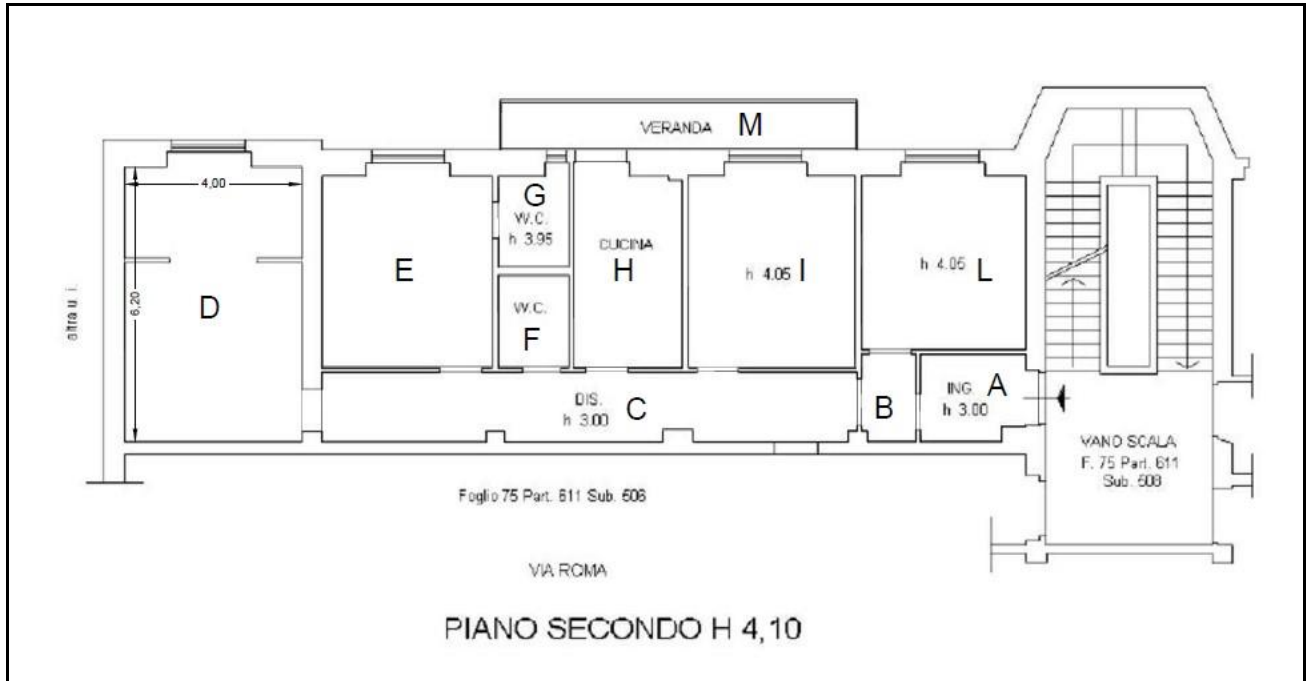 VERANDA M
4,00
G
W.C.
h 3.95
CUCINA
H
E
h 4.05 I
h 4.05 L
6,20
D
altra u. i.
W.C.
F
DIS.
h 3.00
C
B
ING.
h 3.00
A
VANO SCALA
F. 75 Part. 611
Sub. 508
Foglio 75 Part. 611 Sub. 506
VIA ROMA
PIANO SECONDO H 4,10